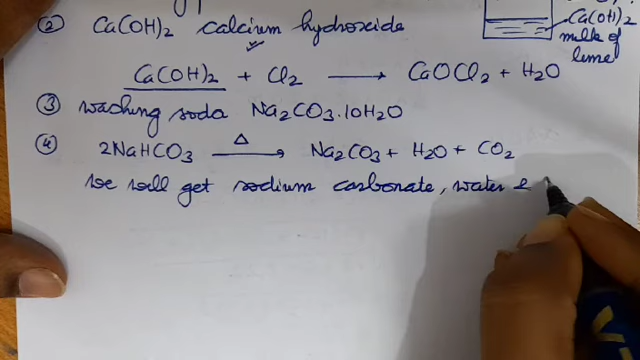 ② Ca(OH)2 calcium hydroxide
Ca(OH)2
milk of
lime
Ca(OH)2 + Cl2 ⟶ CaOCl2 + H2O
③ washing soda Na2CO3.10H2O
④ 2NaHCO3 Δ⟶ Na2CO3 + H2O + CO2
we will get sodium carbonate, water &